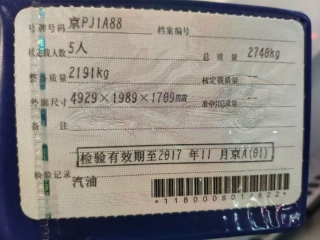 号牌号码 京PJ1A88 档案编号
核定载人数 5人 总质量 2740kg
整备质量 2191kg 核定载质量
外廓尺寸 4929×1989×1709mm 准牵引总质量
备注
检验有效期至2017年11月京A(01)
检验记录 汽油